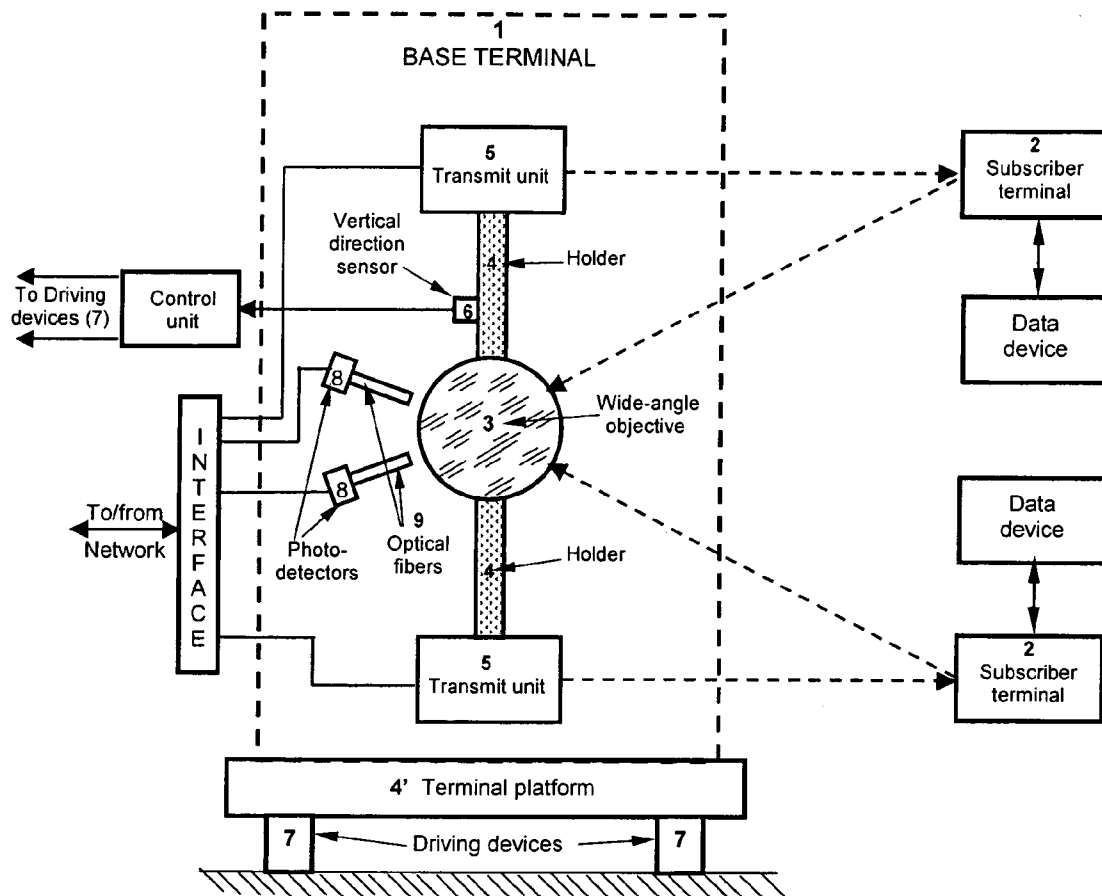 1
BASE TERMINAL
5
Transmit unit
2
Subscriber
terminal
Vertical
direction
sensor
4
Holder
To Driving
devices (7)
Control
unit
6
Data
device
8
3
Wide-angle
objective
INTERFACE
8
To/from
Network
Photo-
detectors
9
Optical
fibers
4
Holder
Data
device
5
Transmit unit
2
Subscriber
terminal
4' Terminal platform
7
Driving devices
7